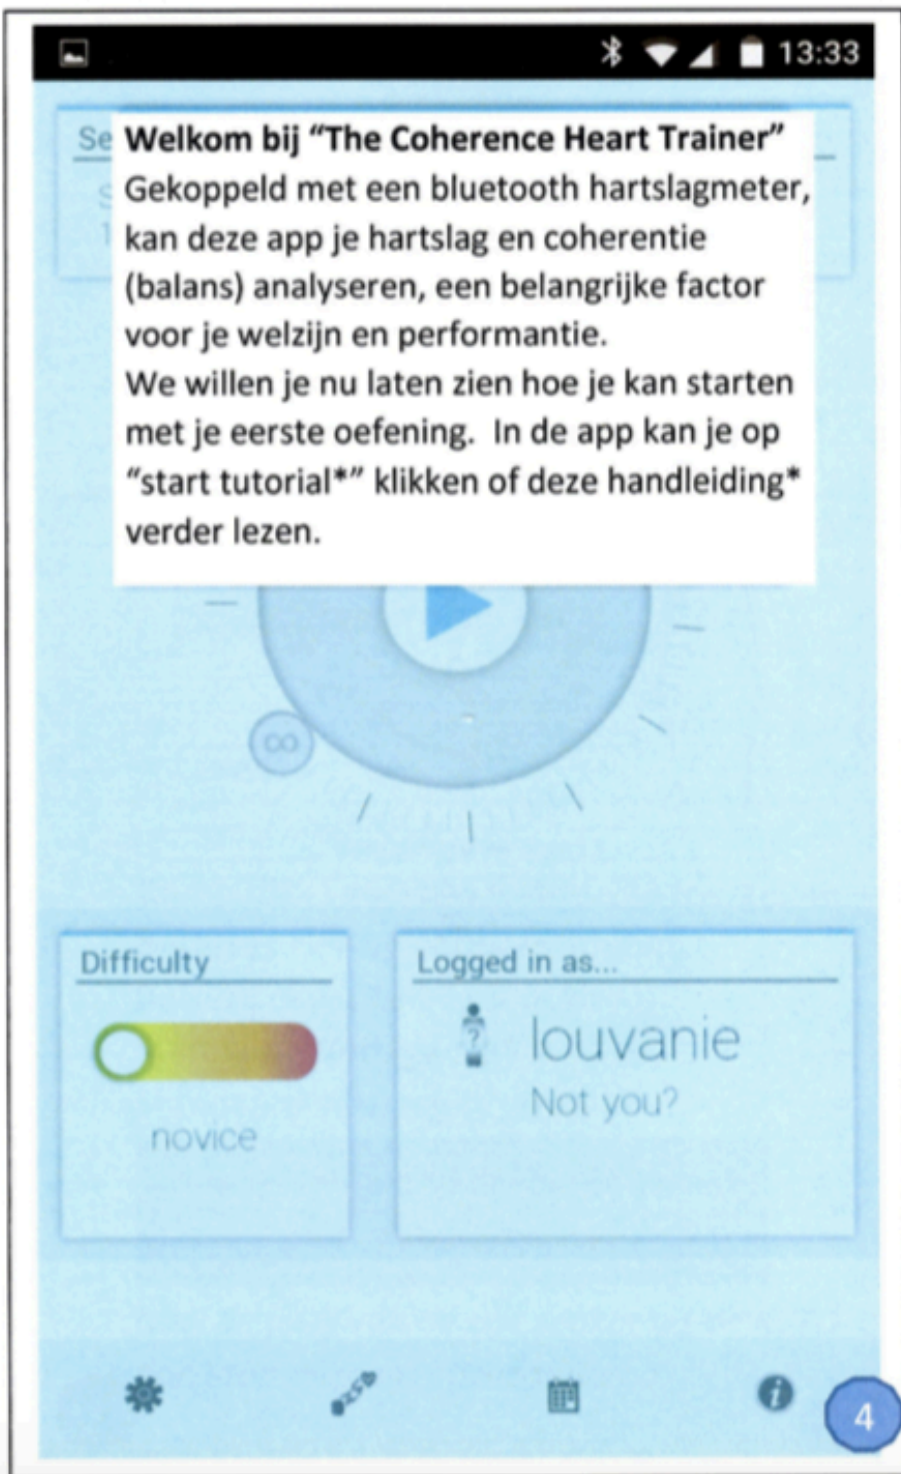 13:33
Se
Welkom bij “The Coherence Heart Trainer”
Gekoppeld met een bluetooth hartslagmeter,
kan deze app je hartslag en coherentie
(balans) analyseren, een belangrijke factor
voor je welzijn en performantie.
We willen je nu laten zien hoe je kan starten
met je eerste oefening.  In de app kan je op
“start tutorial*” klikken of deze handleiding*
verder lezen.
∞
Difficulty
novice
Logged in as...
?
louvanie
Not you?
i
4